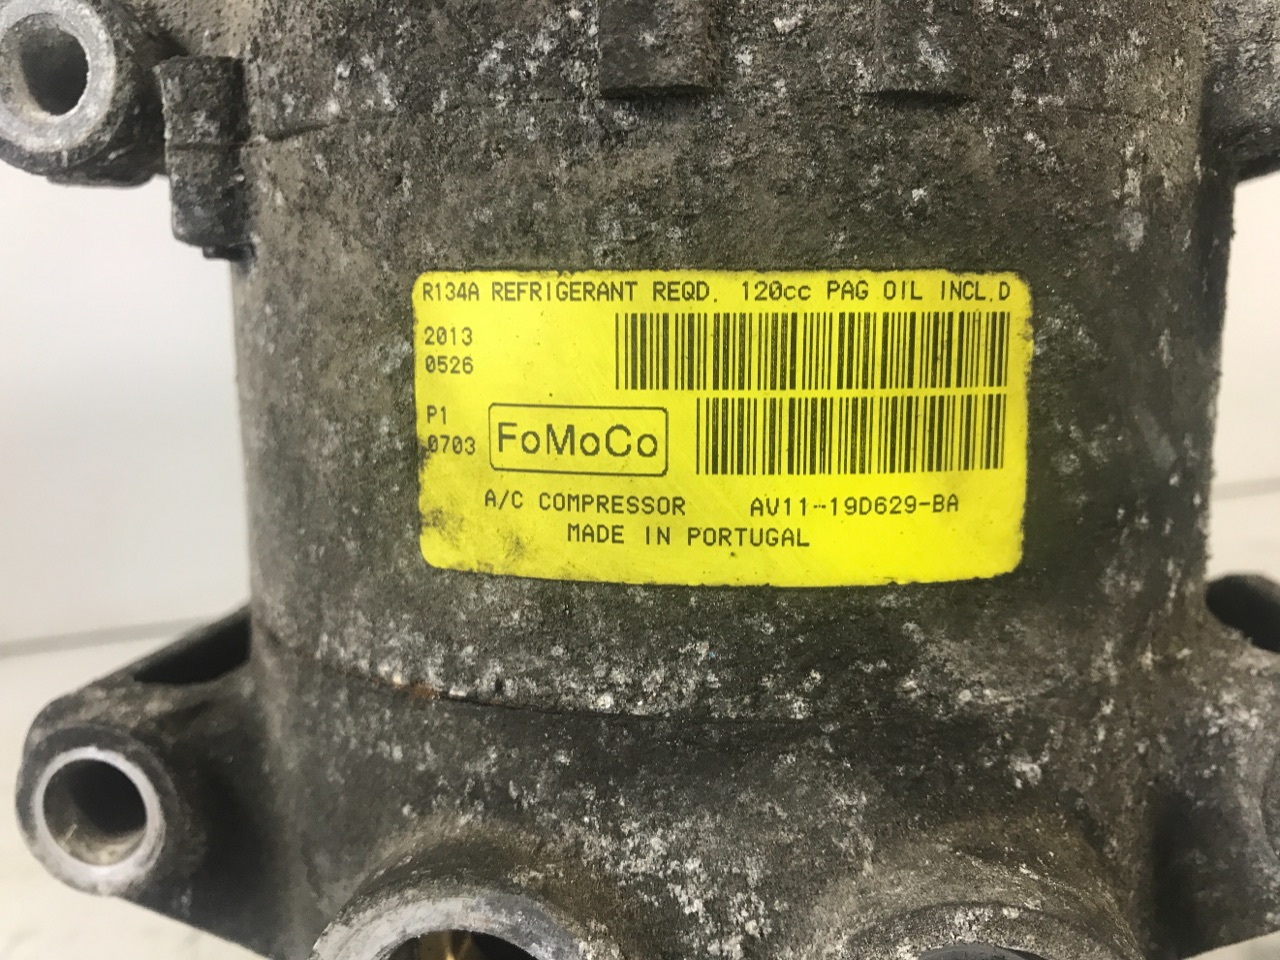 R134A REFRIGERANT REQD. 120cc PAG OIL INCL.D
2013
0526
P1
0703
FoMoCo
A/C COMPRESSOR AV11-19D629-BA
MADE IN PORTUGAL